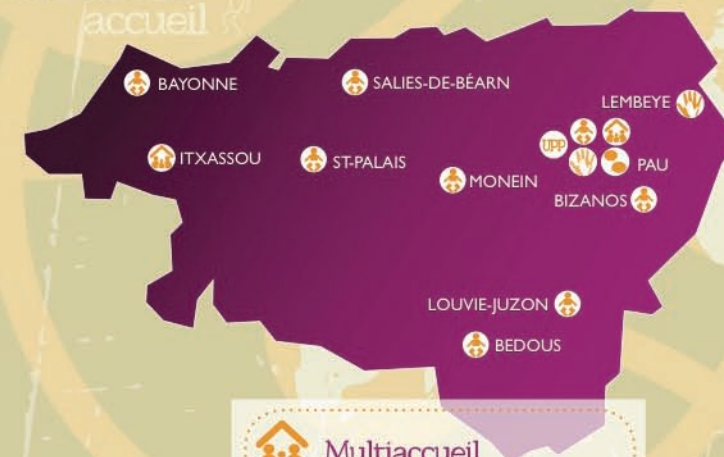 accueil
BAYONNE
SALIES-DE-BÉARN
LEMBEYE
ITXASSOU
ST-PALAIS
UPP
PAU
MONEIN
BIZANOS
LOUVIE-JUZON
BEDOUS
Multiaccueil